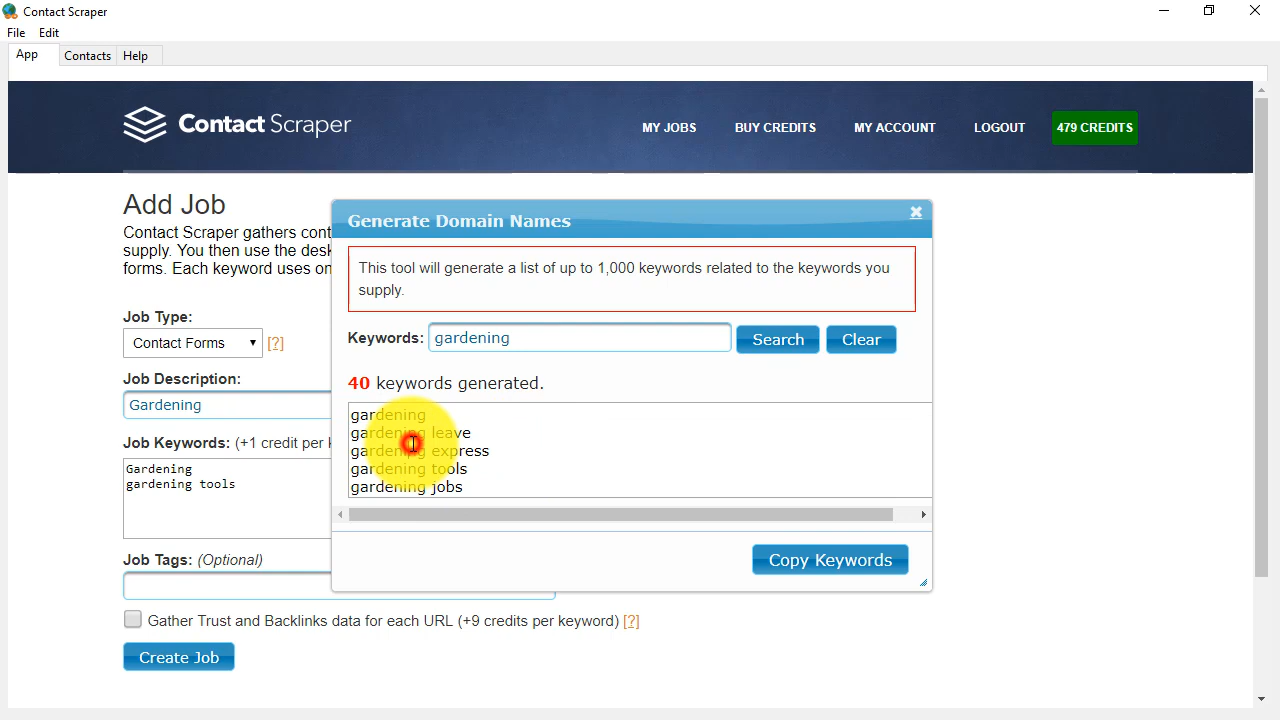 Contact Scraper
File Edit
App Contacts Help
Contact Scraper
MY JOBS BUY CREDITS MY ACCOUNT LOGOUT 479 CREDITS
Add Job
Contact Scraper gathers
supply. You then use the
forms. Each keyword uses
Job Type:
Contact Forms [?]
Job Description:
Gardening
Job Keywords: (+1 credit per
Gardening
gardening tools
Job Tags: (Optional)
Gather Trust and Backlinks data for each URL (+9 credits per keyword) [?]
Create Job
Generate Domain Names
This tool will generate a list of up to 1,000 keywords related to the keywords you
supply.
Keywords: gardening Search Clear
40 keywords generated.
gardening
gardening leave
gardening express
gardening tools
gardening jobs
Copy Keywords